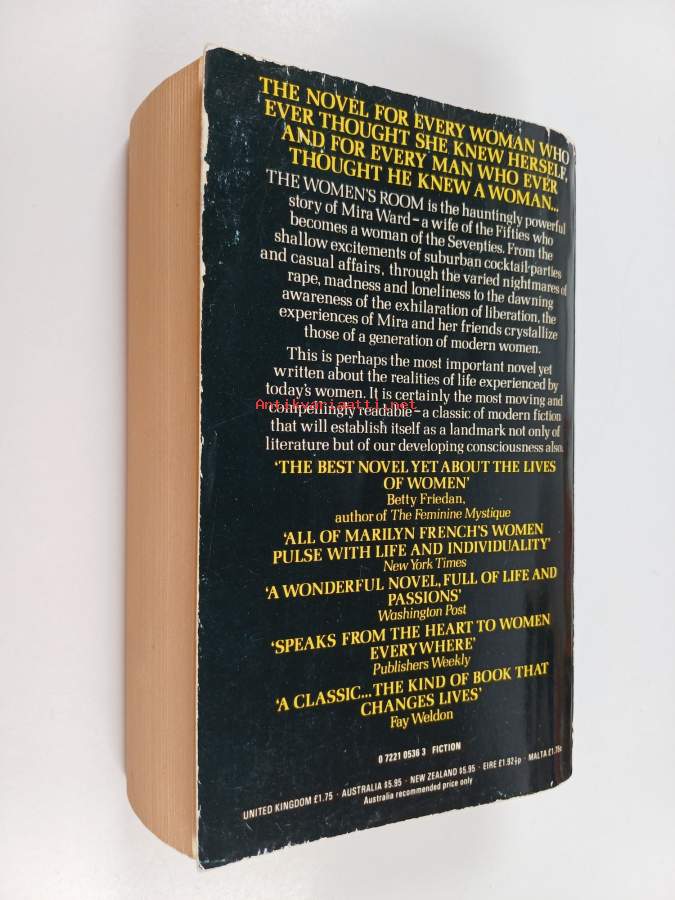 THE NOVEL FOR EVERY WOMAN WHO
EVER THOUGHT SHE KNEW HERSELF,
AND FOR EVERY MAN WHO EVER
THOUGHT HE KNEW A WOMAN...
THE WOMEN'S ROOM is the hauntingly powerful
story of Mira Ward – a wife of the Fifties who
becomes a woman of the Seventies. From the
shallow excitements of suburban cocktail-parties
and casual affairs, through the varied nightmares of
rape, madness and loneliness to the dawning
awareness of the exhilaration of liberation, the
experiences of Mira and her friends crystallize
those of a generation of modern women.
This is perhaps the most important novel yet
written about the realities of life experienced by
today's women. It is certainly the most moving and
Antikvariaatti.net
compellingly readable – a classic of modern fiction
that will establish itself as a landmark not only of
literature but of our developing consciousness also.
'THE BEST NOVEL YET ABOUT THE LIVES
OF WOMEN'
Betty Friedan,
author of The Feminine Mystique
'ALL OF MARILYN FRENCH'S WOMEN
PULSE WITH LIFE AND INDIVIDUALITY'
New York Times
'A WONDERFUL NOVEL, FULL OF LIFE AND
PASSIONS'
Washington Post
'SPEAKS FROM THE HEART TO WOMEN
EVERYWHERE'
Publishers Weekly
'A CLASSIC...THE KIND OF BOOK THAT
CHANGES LIVES'
Fay Weldon
0 7221 0536 3 FICTION
UNITED KINGDOM £1.75 · AUSTRALIA $5.95 · NEW ZEALAND $5.95 · EIRE £1.92½p · MALTA £1.75c
Australia recommended price only